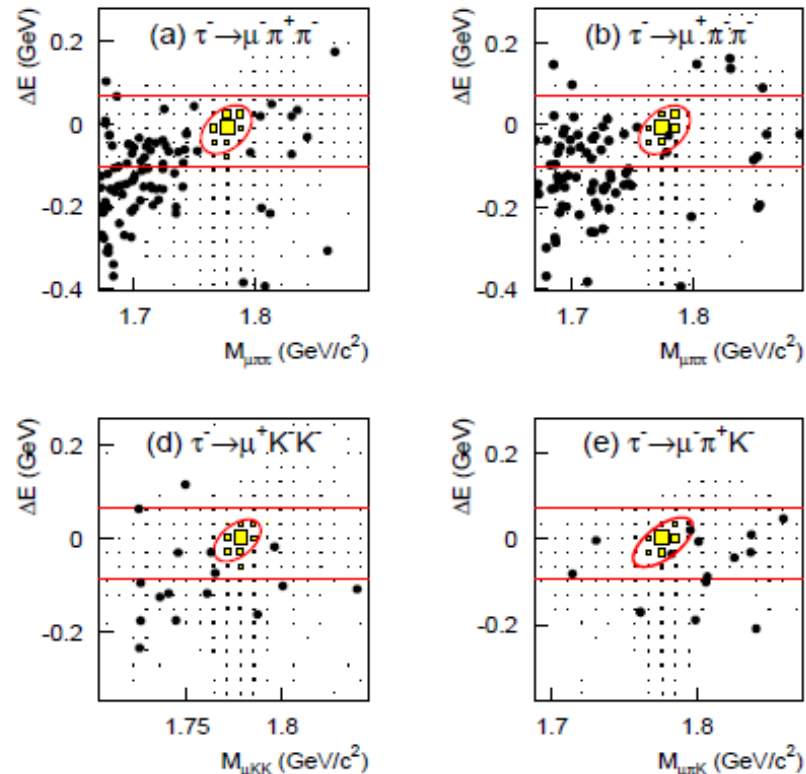 (a) τ⁻→μ⁻π⁺π⁻
ΔE (GeV)
0.2
0
-0.2
-0.4
1.7 1.8
M_μππ (GeV/c²)
(b) τ⁻→μ⁺π⁻π⁻
ΔE (GeV)
0.2
0
-0.2
-0.4
1.7 1.8
M_μππ (GeV/c²)
(d) τ⁻→μ⁺K⁻K⁻
ΔE (GeV)
0.2
0
-0.2
1.75 1.8
M_μKK (GeV/c²)
(e) τ⁻→μ⁻π⁺K⁻
ΔE (GeV)
0.2
0
-0.2
1.7 1.8
M_μπK (GeV/c²)